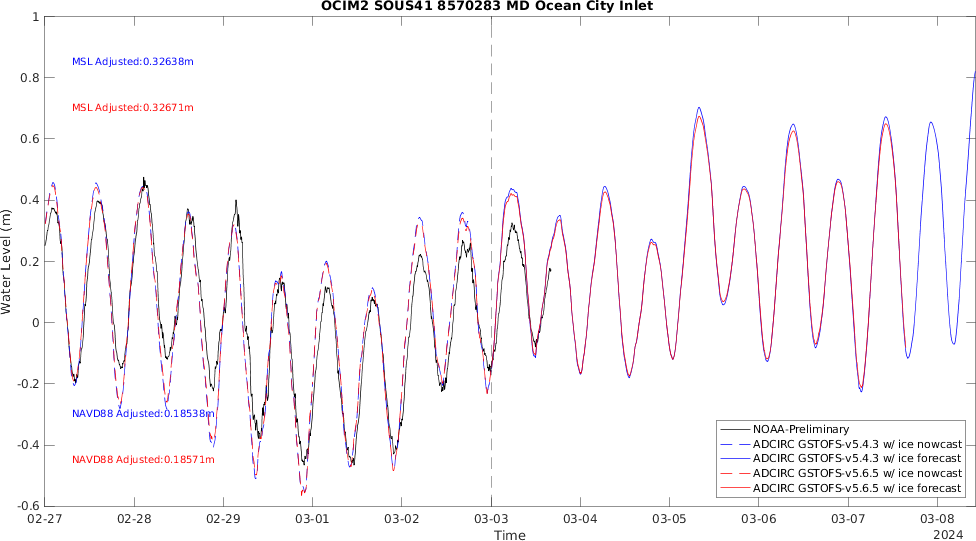 OCIM2 SOUS41 8570283 MD Ocean City Inlet
1
0.8
0.6
0.4
0.2
0
-0.2
-0.4
-0.6
Water Level (m)
MSL Adjusted:0.32638m
MSL Adjusted:0.32671m
NAVD88 Adjusted:0.18538m
NAVD88 Adjusted:0.18571m
NOAA-Preliminary
ADCIRC GSTOFS-v5.4.3 w/ ice nowcast
ADCIRC GSTOFS-v5.4.3 w/ ice forecast
ADCIRC GSTOFS-v5.6.5 w/ ice nowcast
ADCIRC GSTOFS-v5.6.5 w/ ice forecast
02-27 02-28 02-29 03-01 03-02 03-03 03-04 03-05 03-06 03-07 03-08
Time
2024